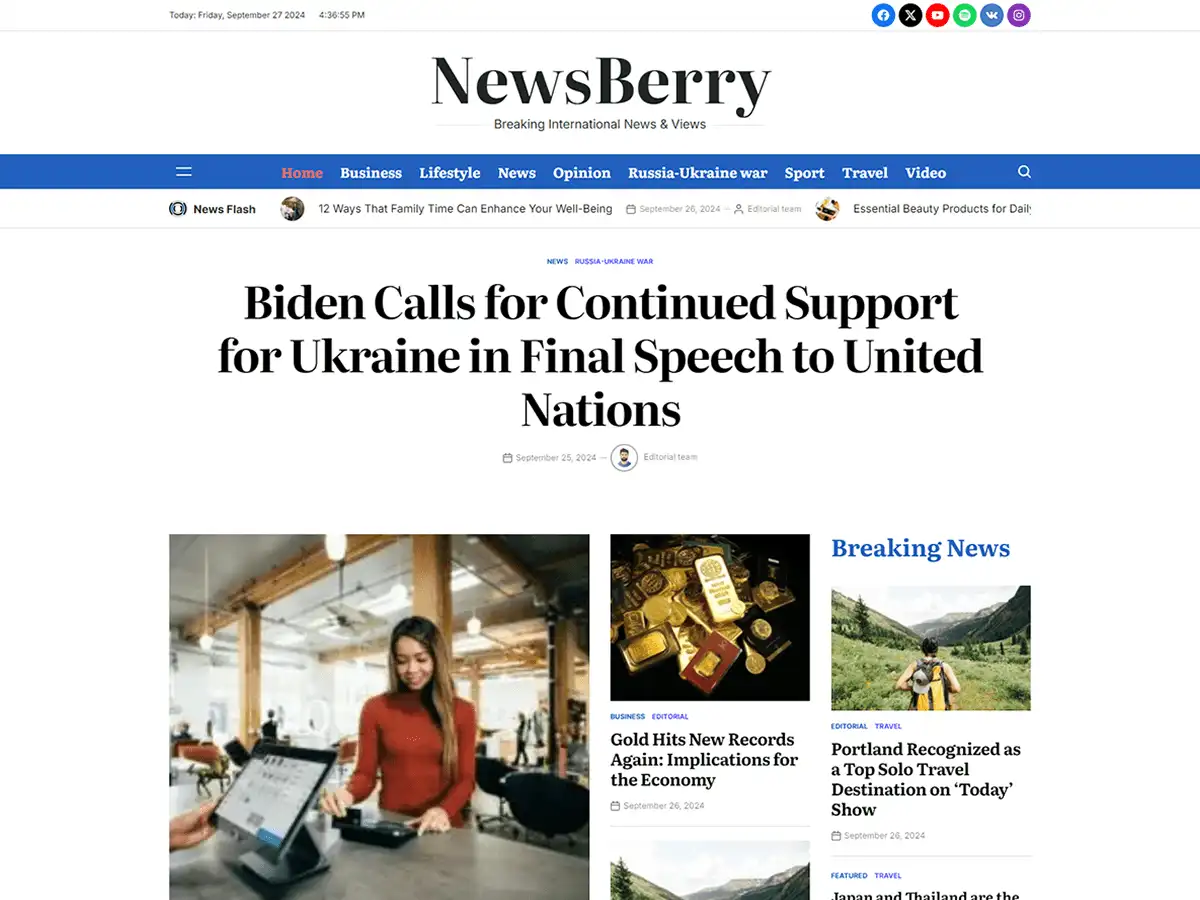 Today: Friday, September 27 2024 4:36:55 PM
NewsBerry
Breaking International News & Views
Home Business Lifestyle News Opinion Russia-Ukraine war Sport Travel Video
News Flash 12 Ways That Family Time Can Enhance Your Well-Being September 26, 2024 – Editorial team Essential Beauty Products for Daily
NEWS RUSSIA-UKRAINE WAR
Biden Calls for Continued Support
for Ukraine in Final Speech to United
Nations
September 25, 2024 – Editorial team
BUSINESS EDITORIAL
Gold Hits New Records
Again: Implications for
the Economy
September 26, 2024
Breaking News
EDITORIAL TRAVEL
Portland Recognized as
a Top Solo Travel
Destination on ‘Today’
Show
September 26, 2024
FEATURED TRAVEL
Japan and Thailand are the